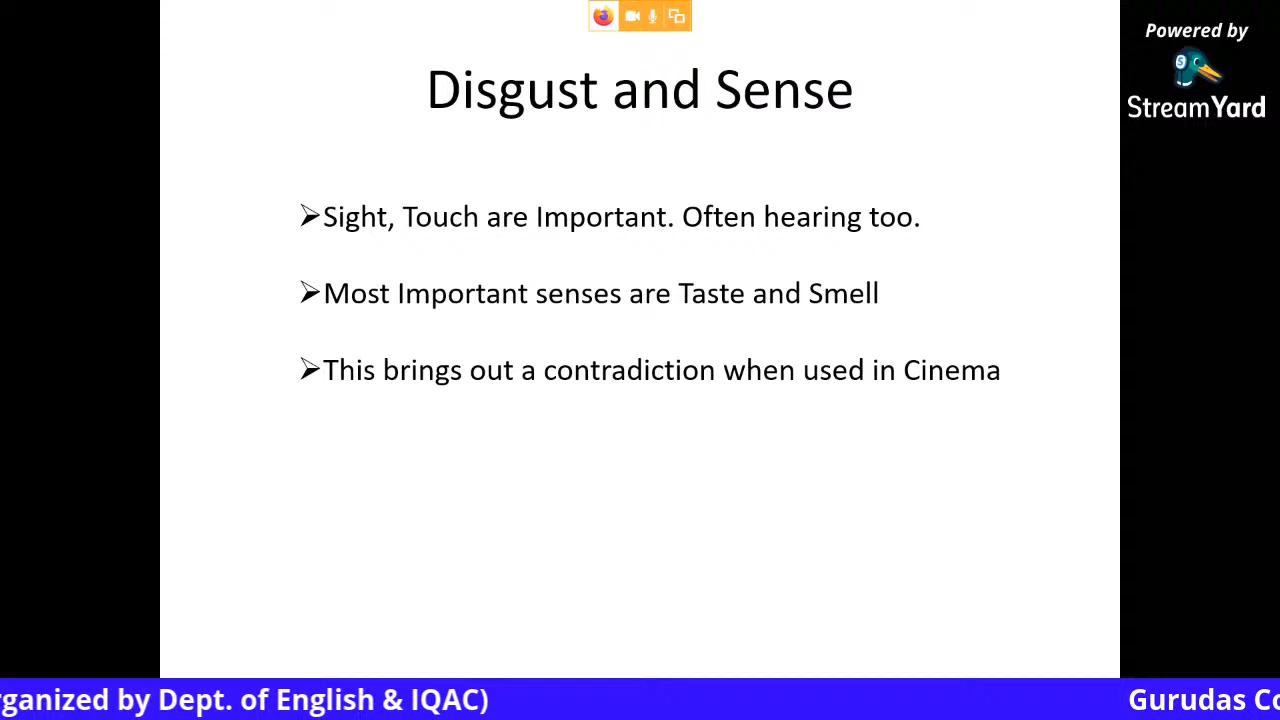 Powered by
StreamYard
Disgust and Sense
➢Sight, Touch are Important. Often hearing too.
➢Most Important senses are Taste and Smell
➢This brings out a contradiction when used in Cinema
rganized by Dept. of English & IQAC)
Gurudas Co